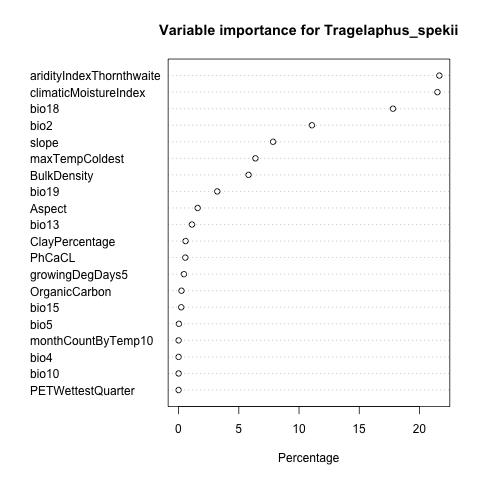 Variable importance for Tragelaphus_spekii
aridityIndexThornthwaite
climaticMoistureIndex
bio18
bio2
slope
maxTempColdest
BulkDensity
bio19
Aspect
bio13
ClayPercentage
PhCaCL
growingDegDays5
OrganicCarbon
bio15
bio5
monthCountByTemp10
bio4
bio10
PETWettestQuarter
0 5 10 15 20
Percentage